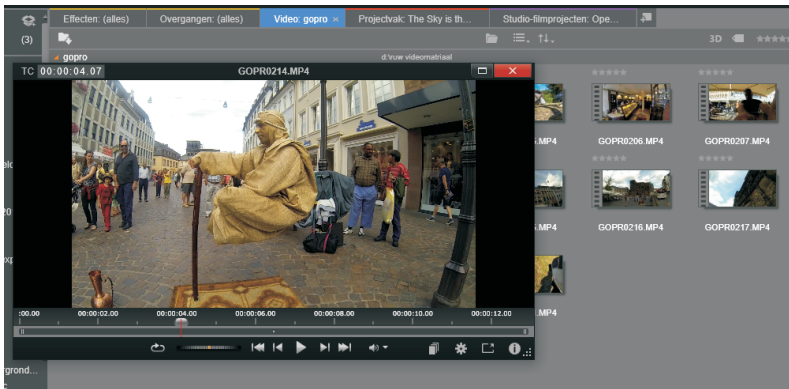 Effecten: (alles)
Overgangen: (alles)
Video: gopro ×
Projectvak: The Sky is th...
Studio-filmprojecten: Ope...
(3)
3D
gopro
d:\ruw videomatriaal
TC 00:00:04.07
GOPR0214.MP4
.MP4
GOPR0206.MP4
GOPR0207.MP4
.MP4
GOPR0216.MP4
GOPR0217.MP4
.MP4
:00.00
00:00:02.00
00:00:04.00
00:00:06.00
00:00:08.00
00:00:10.00
00:00:12.00
rgrond...